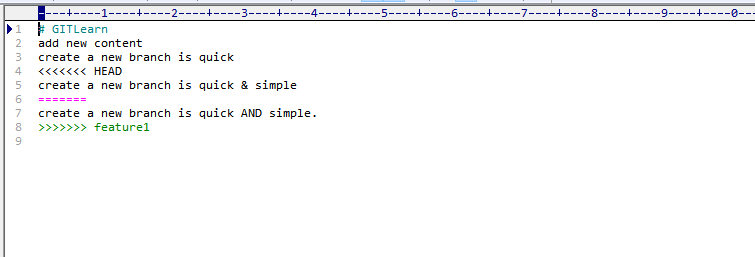 ----+----1----+----2----+----3----+----4----+----5----+----6----+----7----+----8----+----9----+----0--
1 # GITLearn
2 add new content
3 create a new branch is quick
4 <<<<<<< HEAD
5 create a new branch is quick & simple
6 =======
7 create a new branch is quick AND simple.
8 >>>>>>> feature1
9